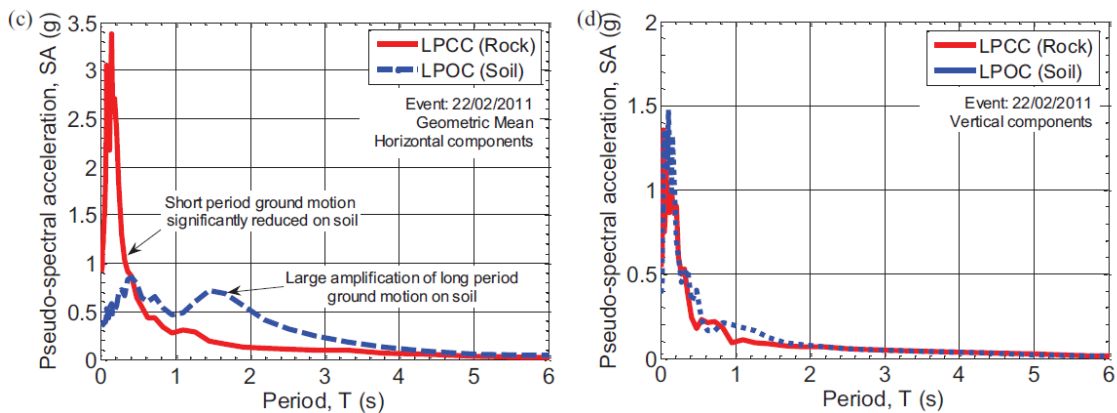 (c)
Pseudo-spectral acceleration, SA (g)
4
3.5
3
2.5
2
1.5
1
0.5
0
LPCC (Rock)
LPOC (Soil)
Event: 22/02/2011
Geometric Mean
Horizontal components
Short period ground motion
significantly reduced on soil
Large amplification of long period
ground motion on soil
0 1 2 3 4 5 6
Period, T (s)
(d)
Pseudo-spectral acceleration, SA (g)
2
1.5
1
0.5
0
LPCC (Rock)
LPOC (Soil)
Event: 22/02/2011
Vertical components
0 1 2 3 4 5 6
Period, T (s)